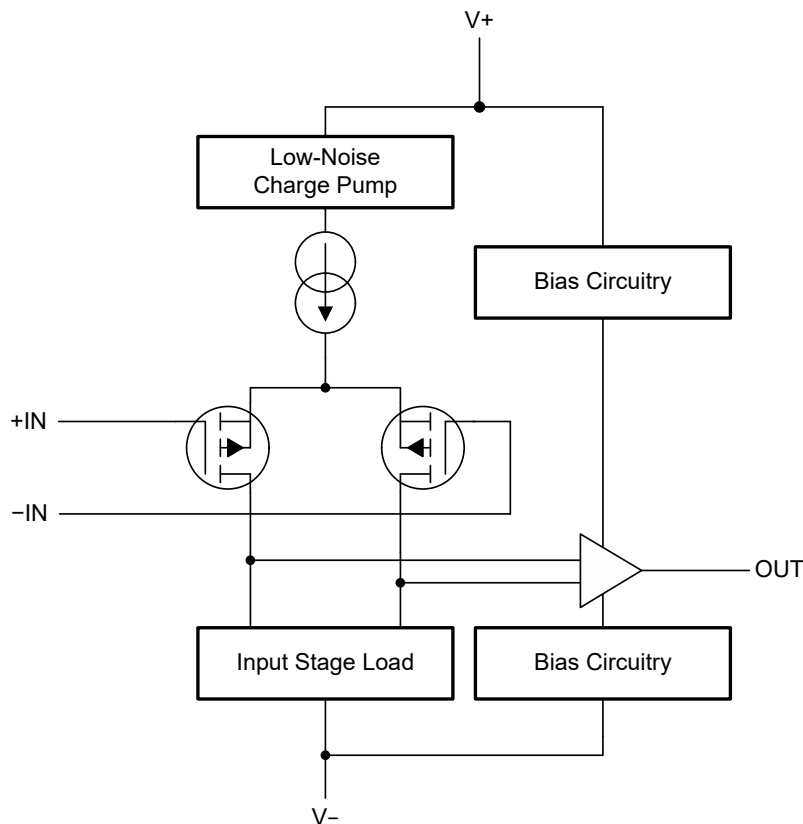 V+
Low-Noise
Charge Pump
Bias Circuitry
+IN
−IN
OUT
Input Stage Load
Bias Circuitry
V−